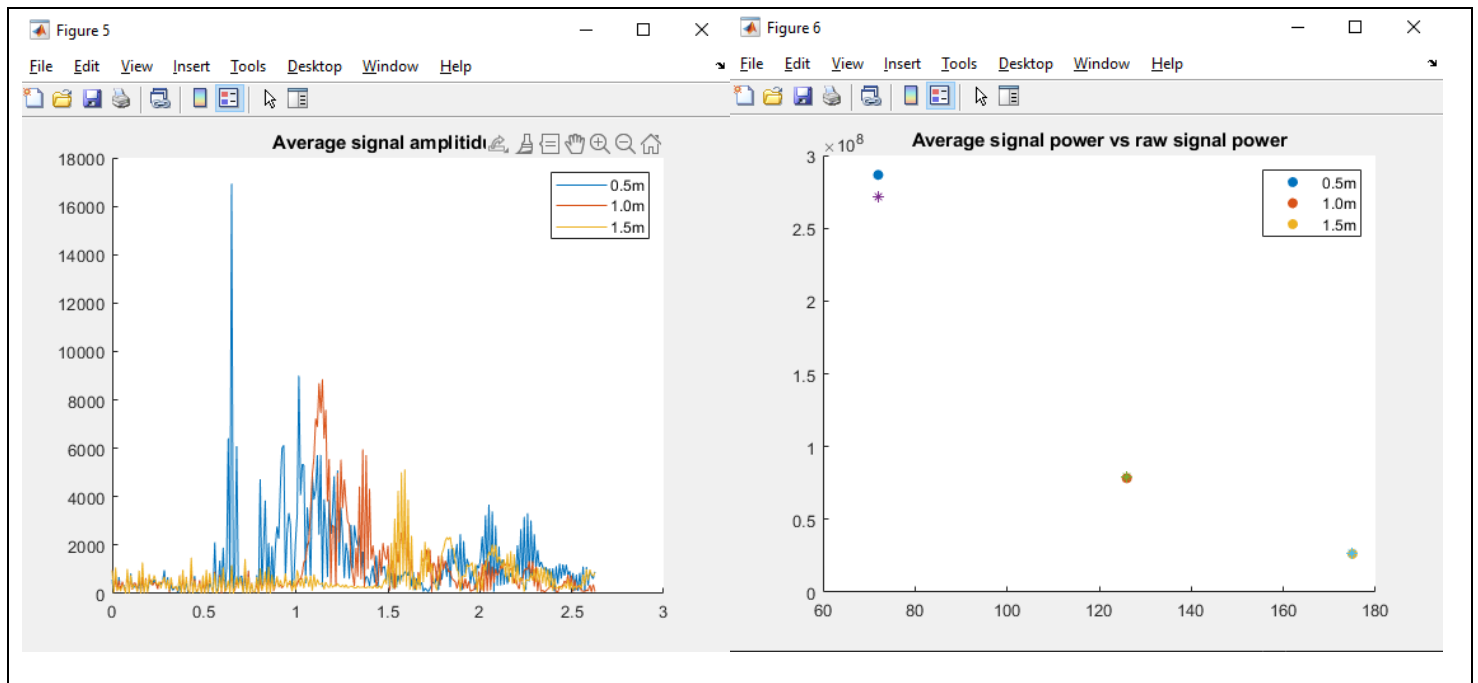 Figure 5
File Edit View Insert Tools Desktop Window Help
Average signal amplitidu
18000
16000
14000
12000
10000
8000
6000
4000
2000
0
0 0.5 1 1.5 2 2.5 3
0.5m
1.0m
1.5m
Figure 6
File Edit View Insert Tools Desktop Window Help
Average signal power vs raw signal power
×10^8
3
2.5
2
1.5
1
0.5
0
60 80 100 120 140 160 180
0.5m
1.0m
1.5m